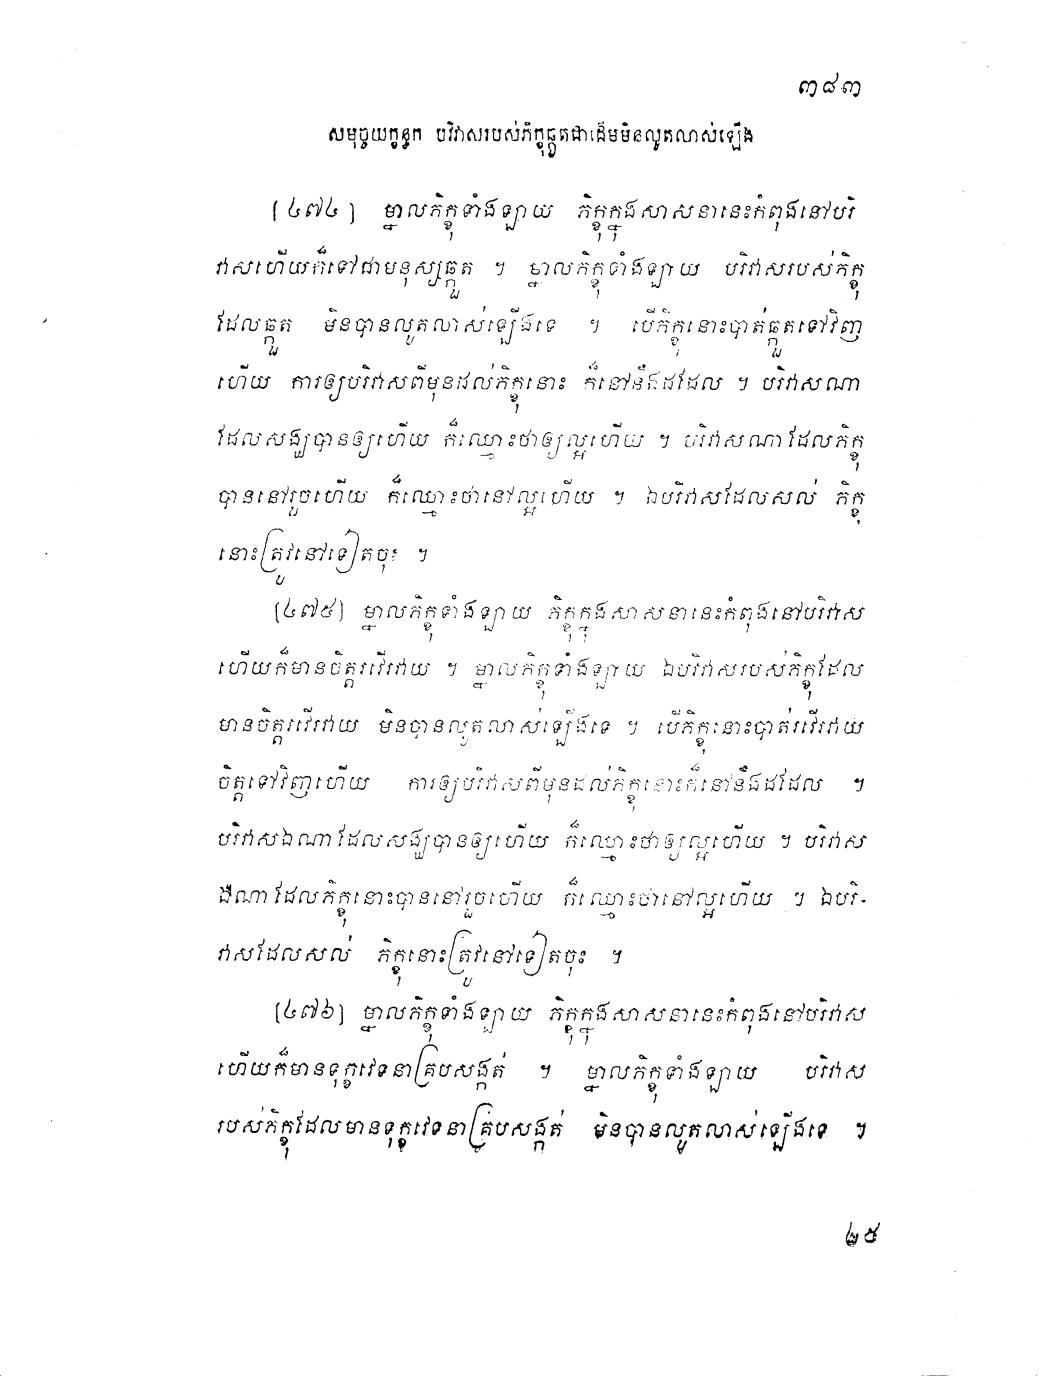 ៣៨៣
សមុច្ចយក្ខន្ធក បរិវាសរបស់ភិក្ខុឆ្កួតជាដើមមិនលូតលាស់ឡើង
(៤៧៤) ម្នាលភិក្ខុទាំងឡាយ ភិក្ខុក្នុងសាសនានេះកំពុងនៅបរិ
វាសហើយក៏ទៅជាមនុស្សឆ្កួត ។ ម្នាលភិក្ខុទាំងឡាយ បរិវាសរបស់ភិក្ខុ
ដែលឆ្កួត មិនបានលូតលាស់ឡើងទេ ។ បើភិក្ខុនោះបាត់ឆ្កួតទៅវិញ
ហើយ ការឲ្យបរិវាសពីមុនដល់ភិក្ខុនោះ ក៏នៅនឹងដដែល ។ បរិវាសណា
ដែលសង្ឃបានឲ្យហើយ ក៏ឈ្មោះថាឲ្យល្អហើយ ។ បរិវាសណាដែលភិក្ខុ
បាននៅរួចហើយ ក៏ឈ្មោះថានៅល្អហើយ ។ ឯបរិវាសដែលសល់ ភិក្ខុ
នោះត្រូវនៅទៀតចុះ ។
(៤៧៥) ម្នាលភិក្ខុទាំងឡាយ ភិក្ខុក្នុងសាសនានេះកំពុងនៅបរិវាស
ហើយក៏មានចិត្តរវើរវាយ ។ ម្នាលភិក្ខុទាំងឡាយ ឯបរិវាសរបស់ភិក្ខុដែល
មានចិត្តរវើរវាយ មិនបានលូតលាស់ឡើងទេ ។ បើភិក្ខុនោះបាត់រវើរវាយ
ចិត្តទៅវិញហើយ ការឲ្យបរិវាសពីមុនដល់ភិក្ខុនោះក៏នៅនឹងដដែល ។
បរិវាសឯណាដែលសង្ឃបានឲ្យហើយ ក៏ឈ្មោះថាឲ្យល្អហើយ ។ បរិវាស
ឯណាដែលភិក្ខុនោះបាននៅរួចហើយ ក៏ឈ្មោះថានៅល្អហើយ ។ ឯបរិ-
វាសដែលសល់ ភិក្ខុនោះត្រូវនៅទៀតចុះ ។
(៤៧៦) ម្នាលភិក្ខុទាំងឡាយ ភិក្ខុក្នុងសាសនានេះកំពុងនៅបរិវាស
ហើយក៏មានទុក្ខវេទនាគ្របសង្កត់ ។ ម្នាលភិក្ខុទាំងឡាយ បរិវាស
របស់ភិក្ខុដែលមានទុក្ខវេទនាគ្របសង្កត់ មិនបានលូតលាស់ឡើងទេ ។
២៥